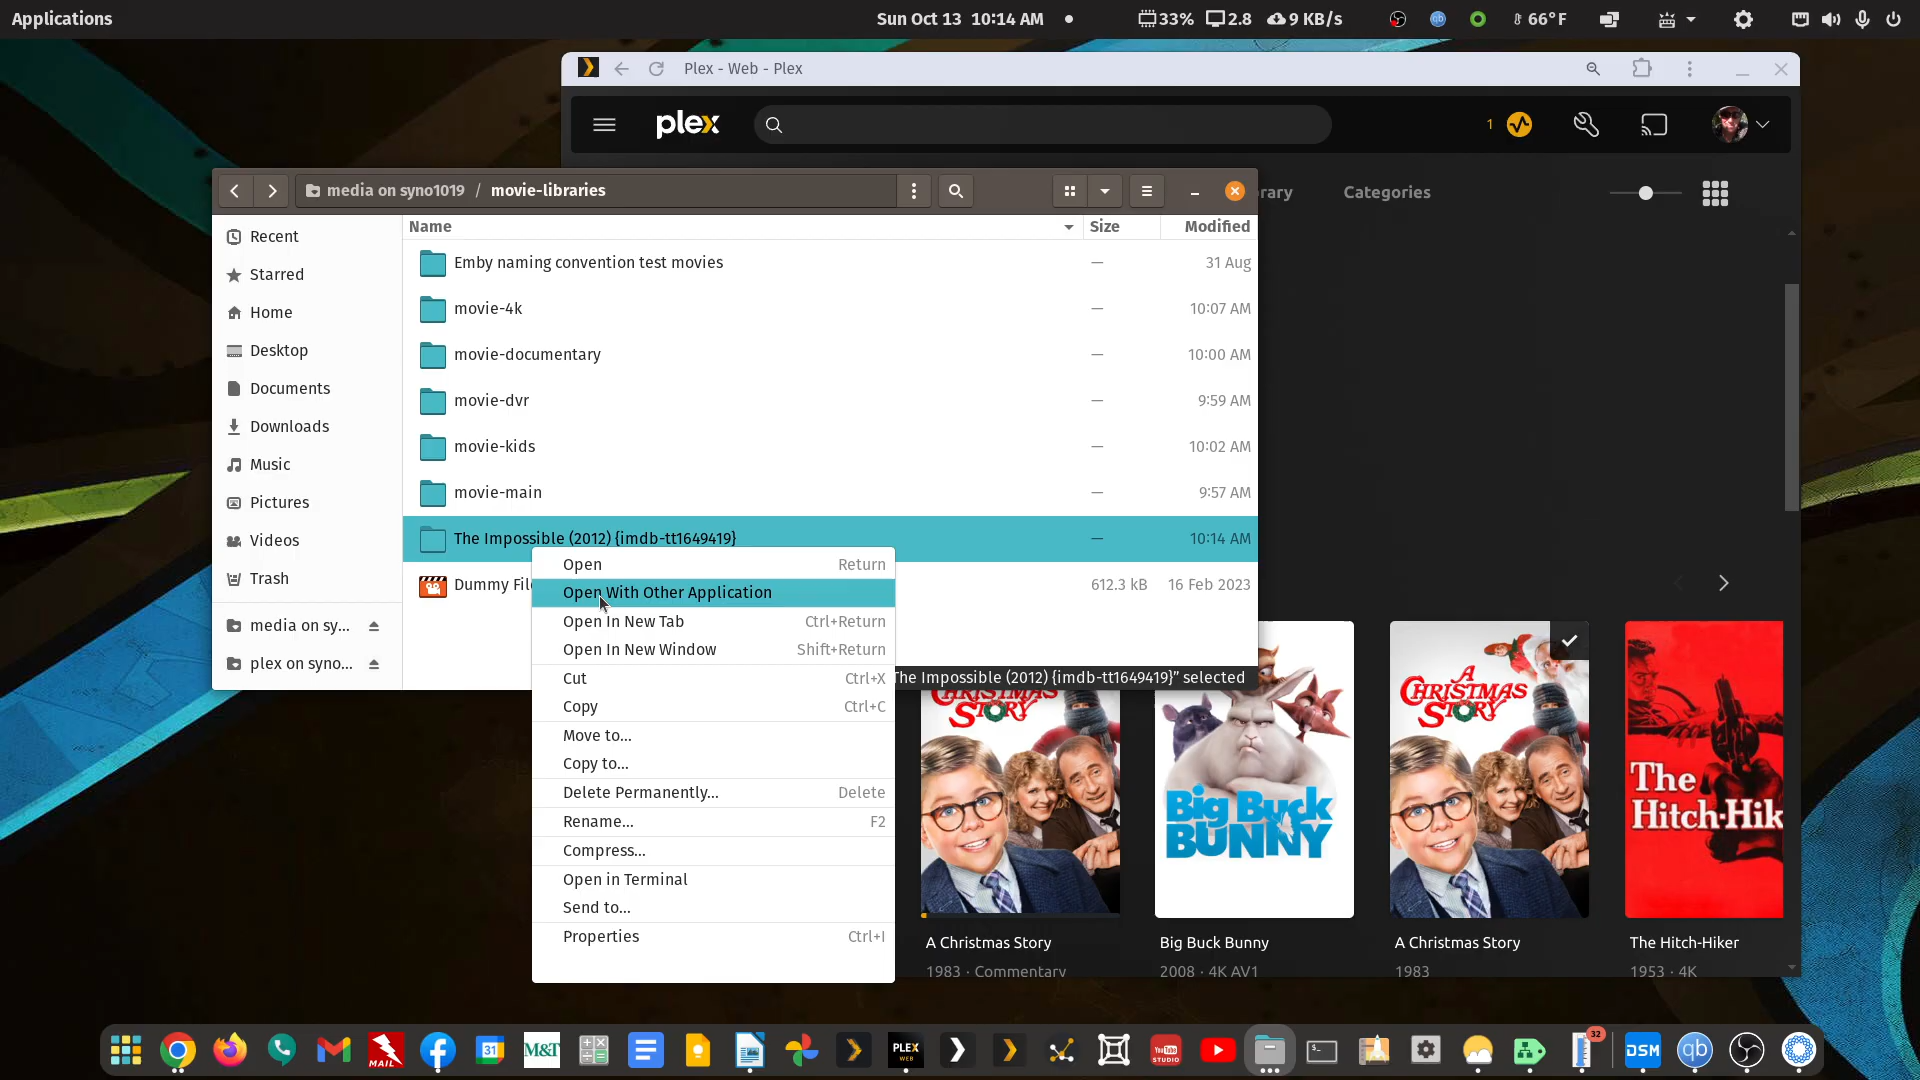 Applications
Sun Oct 13 10:14 AM
33% 2.8 9 KB/s
66°F
Plex - Web - Plex
plex
1
media on syno1019 / movie-libraries
rary
Categories
Name Size Modified
Recent
Starred
Home
Desktop
Documents
Downloads
Music
Pictures
Videos
Trash
media on sy...
plex on syno...
Emby naming convention test movies — 31 Aug
movie-4k — 10:07 AM
movie-documentary — 10:00 AM
movie-dvr — 9:59 AM
movie-kids — 10:02 AM
movie-main — 9:57 AM
The Impossible (2012) {imdb-tt1649419} — 10:14 AM
Dummy Fil 612.3 kB 16 Feb 2023
Open Return
Open With Other Application
Open In New Tab Ctrl+Return
Open In New Window Shift+Return
Cut Ctrl+X
Copy Ctrl+C
Move to...
Copy to...
Delete Permanently... Delete
Rename... F2
Compress...
Open in Terminal
Send to...
Properties Ctrl+I
The Impossible (2012) {imdb-tt1649419}” selected
CHRISTMAS
STORY
Big Buck
BUNNY
A
CHRISTMAS
STORY
The
Hitch-Hik
A Christmas Story
1983 · Commentary
Big Buck Bunny
2008 · 4K AV1
A Christmas Story
1983
The Hitch-Hiker
1953 · 4K
MAIL
31
M&T
PLEX
WEB
YouTube
STUDIO
32
DSM
qb